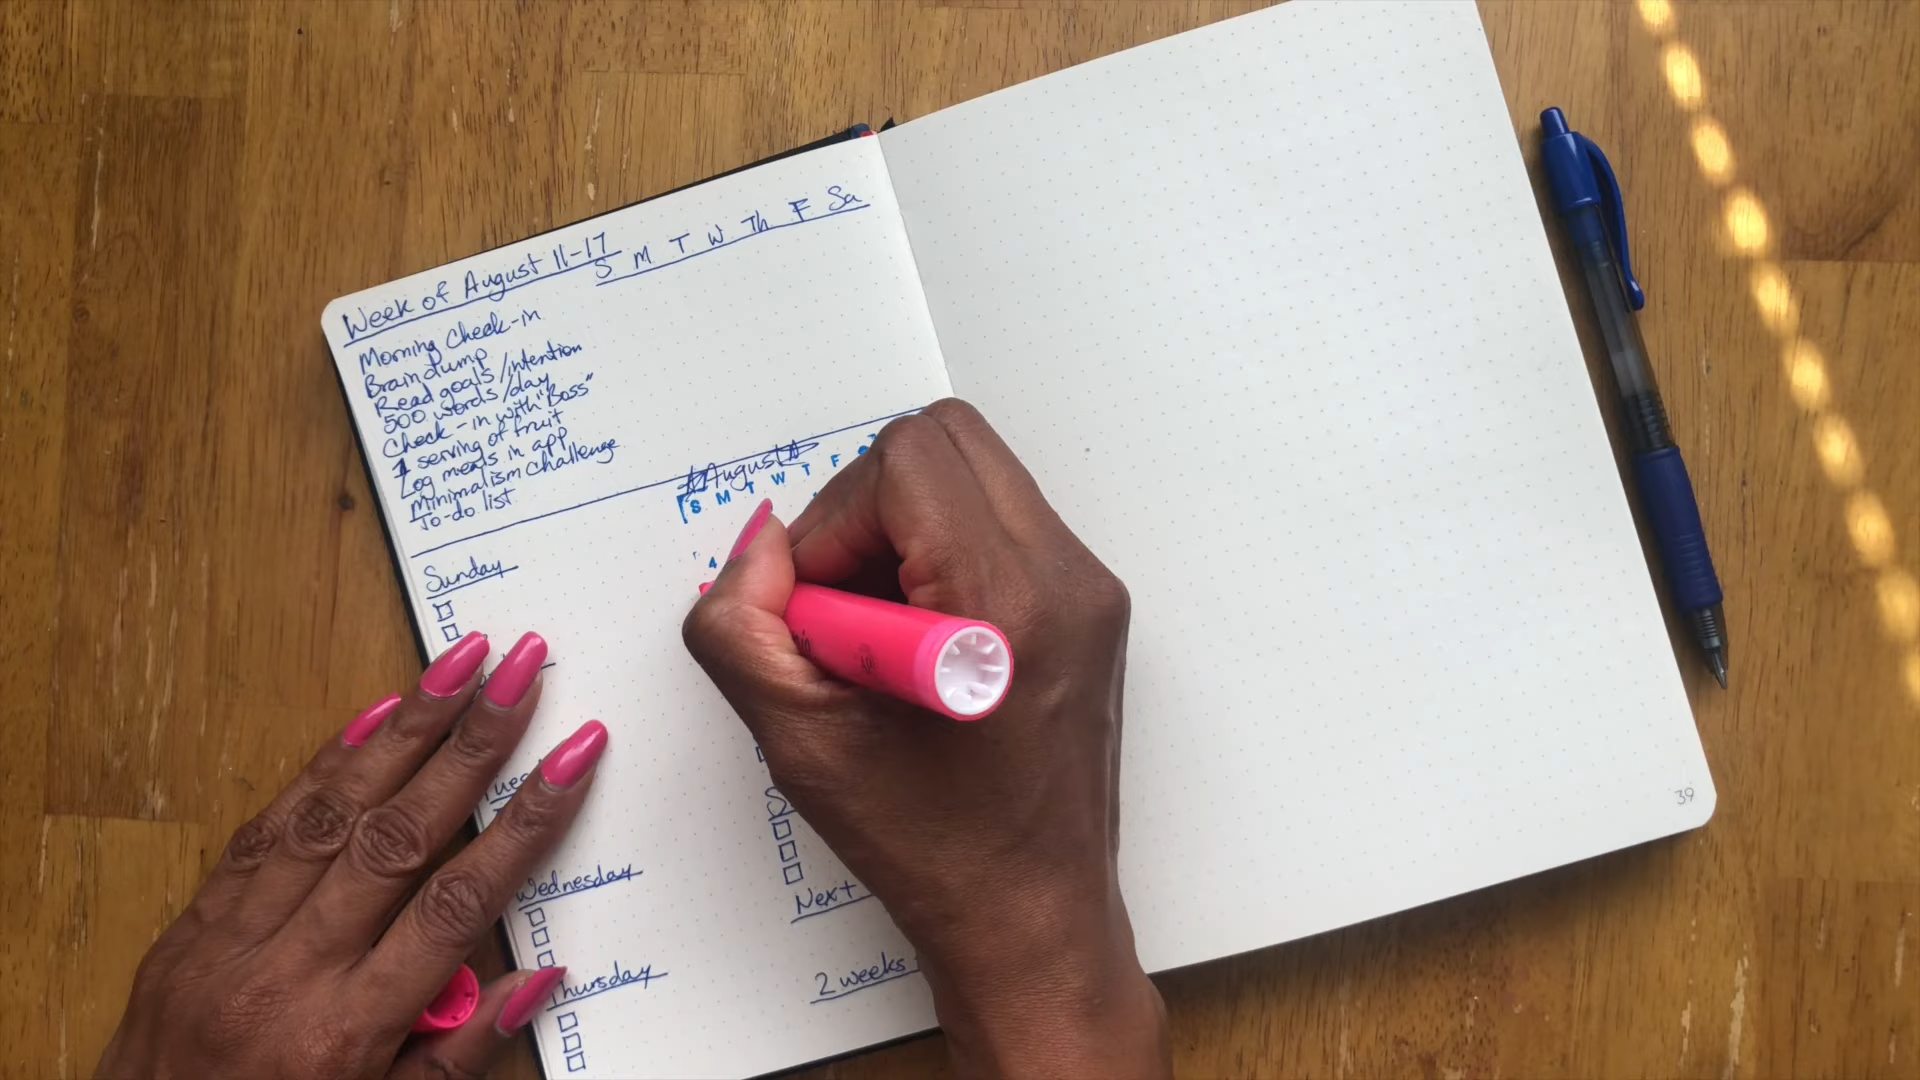 Week of August 11-17
S M T W Th F Sa
Morning Check-in
Braindump
Read goals/intention
500 words/day
Check-in with "Boss"
1 serving of fruit
Log meals in app
Minimalism challenge
To-do list
August
S M T W T F
4
Sunday
Wednesday
Thursday
Next
2 weeks
39